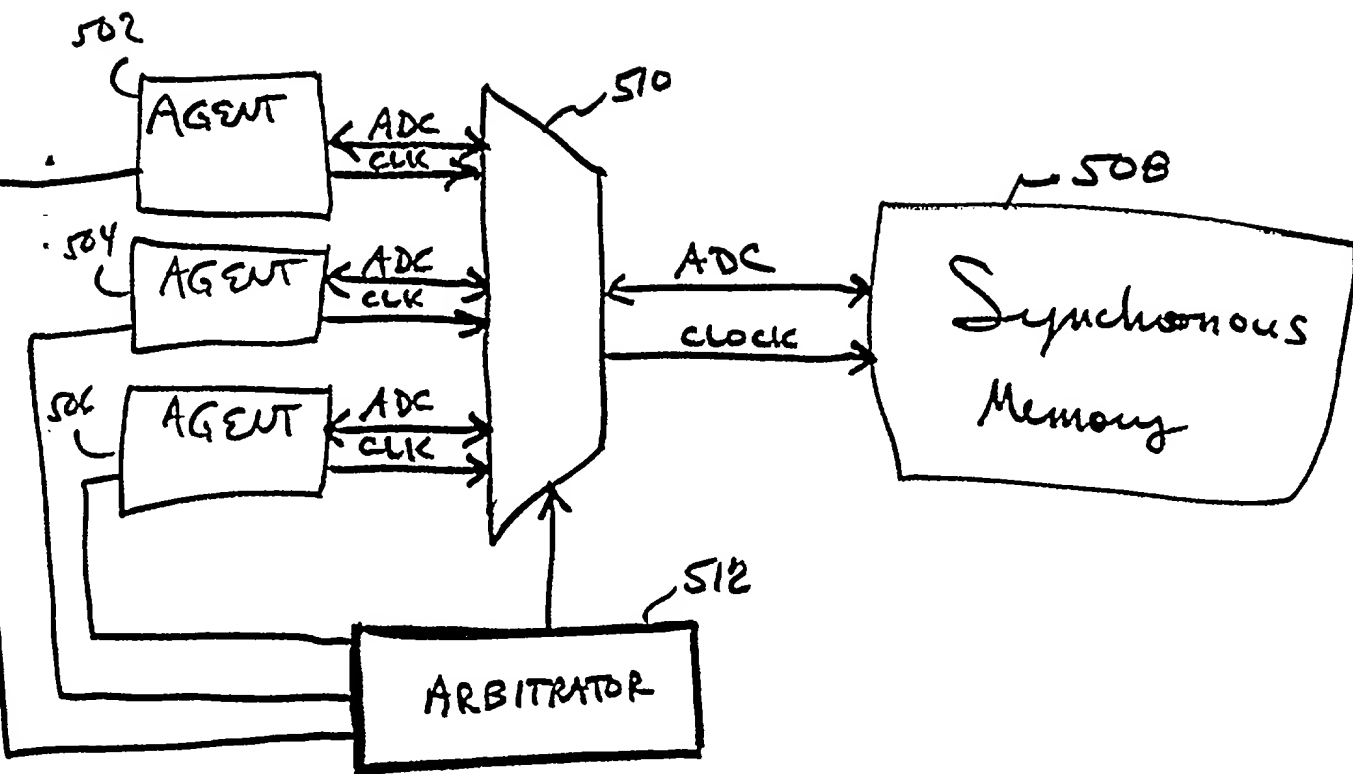 502
AGENT
ADC
CLK
510
504
AGENT
ADC
CLK
506
AGENT
ADC
CLK
ADC
CLOCK
508
Synchronous
Memory
512
ARBITRATOR